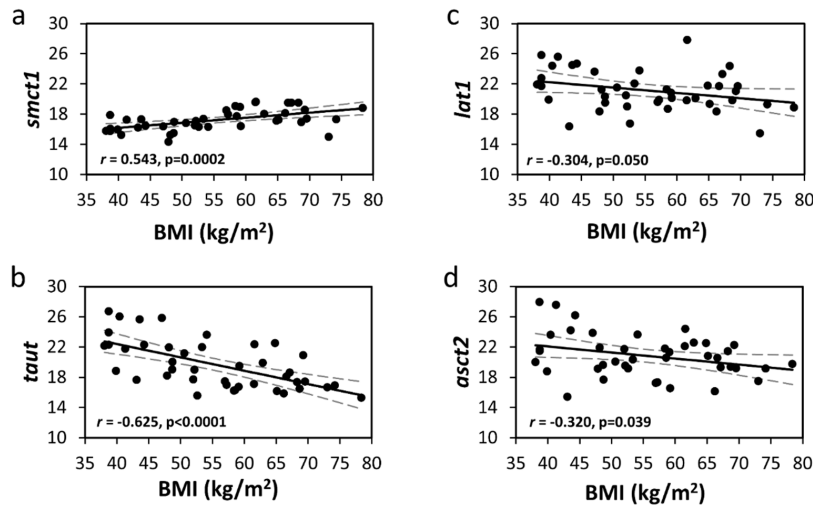 a
smct1
30
26
22
18
14
10
r = 0.543, p=0.0002
35 40 45 50 55 60 65 70 75 80
BMI (kg/m²)
c
lat1
30
26
22
18
14
10
r = -0.304, p=0.050
35 40 45 50 55 60 65 70 75 80
BMI (kg/m²)
b
taut
30
26
22
18
14
10
r = -0.625, p<0.0001
35 40 45 50 55 60 65 70 75 80
BMI (kg/m²)
d
asct2
30
26
22
18
14
10
r = -0.320, p=0.039
35 40 45 50 55 60 65 70 75 80
BMI (kg/m²)